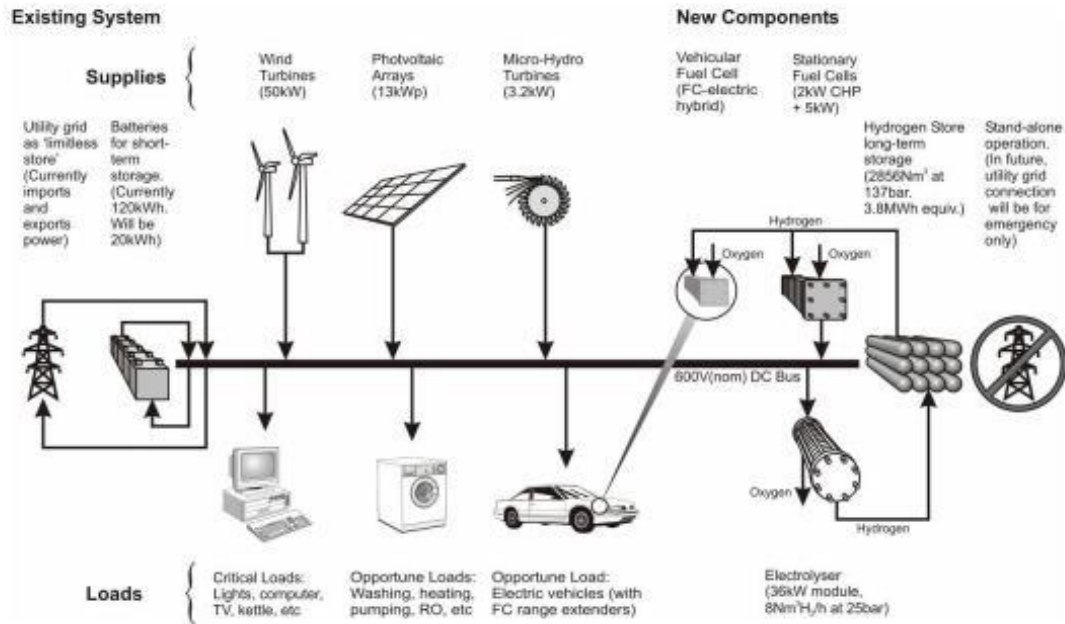 Existing System
New Components
Supplies
Wind
Turbines
(50kW)
Photvoltaic
Arrays
(13kWp)
Micro-Hydro
Turbines
(3.2kW)
Vehicular
Fuel Cell
(FC-electric
hybrid)
Stationary
Fuel Cells
(2kW CHP
+ 5kW)
Utility grid
as 'limitless
store'
(Currently
imports
and
exports
power)
Batteries
for short-
term
storage.
(Currently
120kWh.
Will be
20kWh)
Hydrogen Store
long-term
storage
(2856Nm³ at
137bar.
3.8MWh equiv.)
Stand-alone
operation.
(In future,
utility grid
connection
will be for
emergency
only)
Hydrogen
Oxygen
Oxygen
600V(nom) DC Bus
Oxygen
Hydrogen
Loads
Critical Loads:
Lights, computer,
TV, kettle, etc
Opportune Loads:
Washing, heating,
pumping, RO, etc
Opportune Load:
Electric vehicles (with
FC range extenders)
Electrolyser
(36kW module,
8Nm³H₂/h at 25bar)